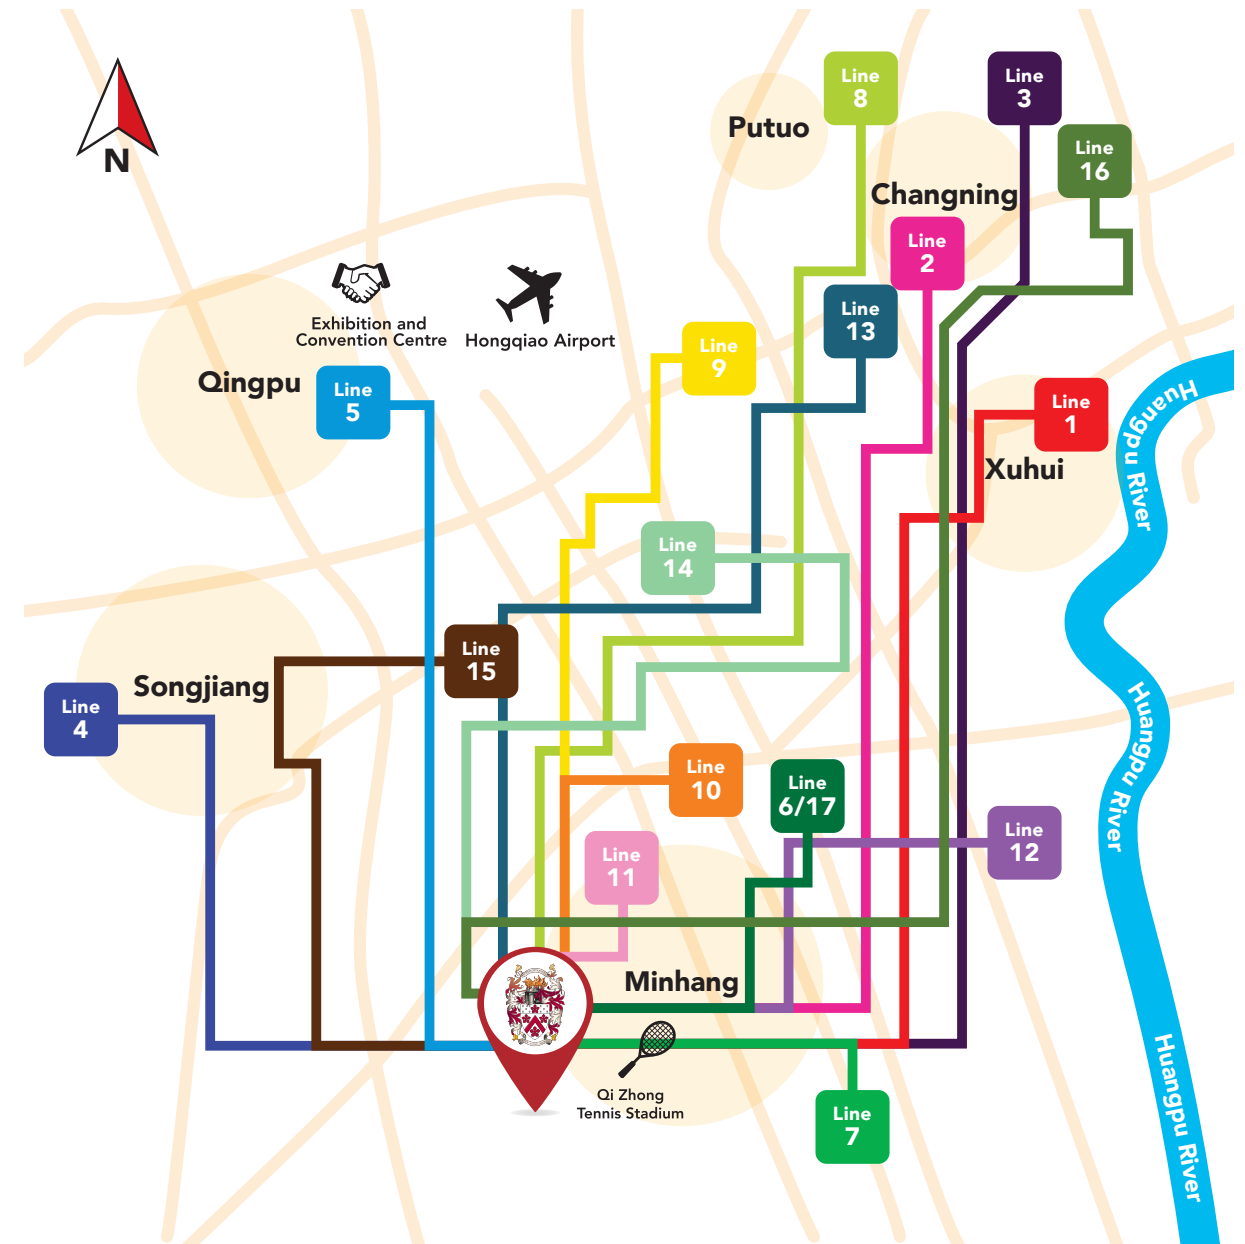 N
Putuo
Line
8
Line
3
Line
16
Changning
Line
2
Exhibition and
Convention Centre
Hongqiao Airport
Line
13
Line
9
Qingpu
Line
5
Line
1
Xuhui
Huangpu River
Line
14
Line
15
Songjiang
Line
4
Huangpu River
Line
10
Line
6/17
Line
12
Line
11
Minhang
Qi Zhong
Tennis Stadium
Line
7
Huangpu River